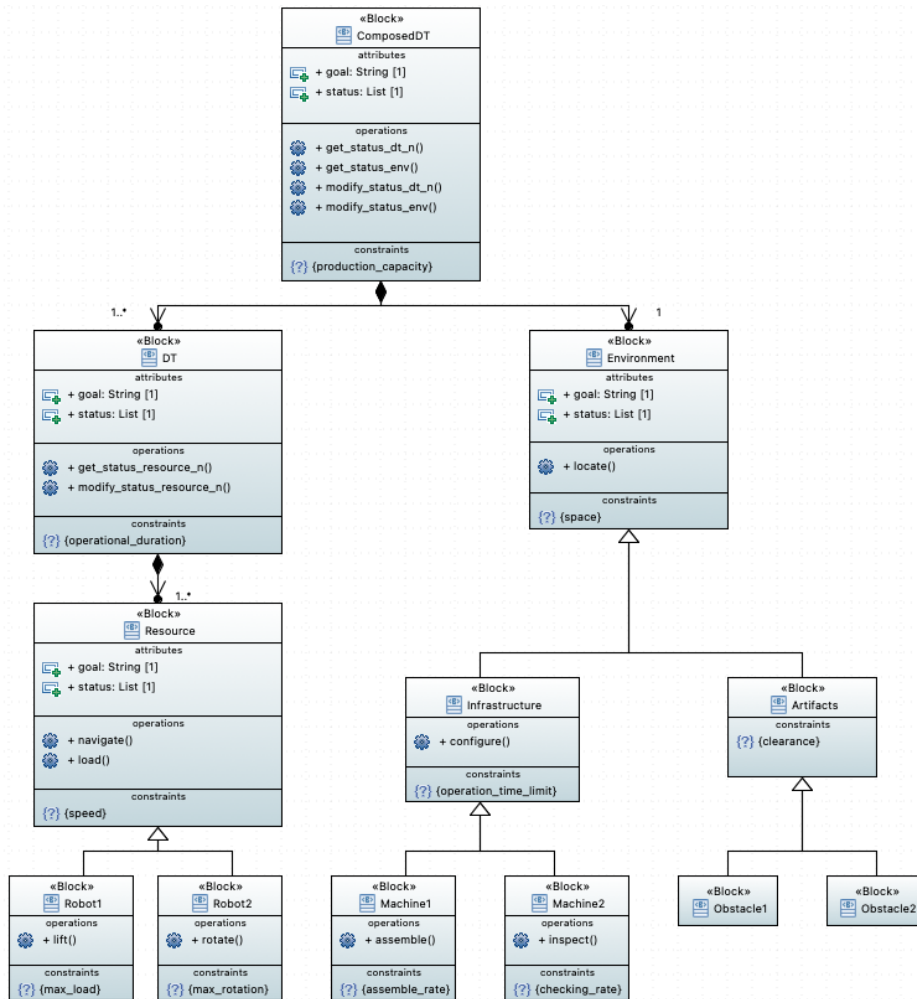 «Block»
ComposedDT
attributes
+ goal: String [1]
+ status: List [1]
operations
+ get_status_dt_n()
+ get_status_env()
+ modify_status_dt_n()
+ modify_status_env()
constraints
{?} {production_capacity}
1..*
1
«Block»
DT
attributes
+ goal: String [1]
+ status: List [1]
operations
+ get_status_resource_n()
+ modify_status_resource_n()
constraints
{?} {operational_duration}
«Block»
Environment
attributes
+ goal: String [1]
+ status: List [1]
operations
+ locate()
constraints
{?} {space}
1..*
«Block»
Resource
attributes
+ goal: String [1]
+ status: List [1]
operations
+ navigate()
+ load()
constraints
{?} {speed}
«Block»
Infrastructure
operations
+ configure()
constraints
{?} {operation_time_limit}
«Block»
Artifacts
constraints
{?} {clearance}
«Block»
Robot1
operations
+ lift()
constraints
{?} {max_load}
«Block»
Robot2
operations
+ rotate()
constraints
{?} {max_rotation}
«Block»
Machine1
operations
+ assemble()
constraints
{?} {assemble_rate}
«Block»
Machine2
operations
+ inspect()
constraints
{?} {checking_rate}
«Block»
Obstacle1
«Block»
Obstacle2